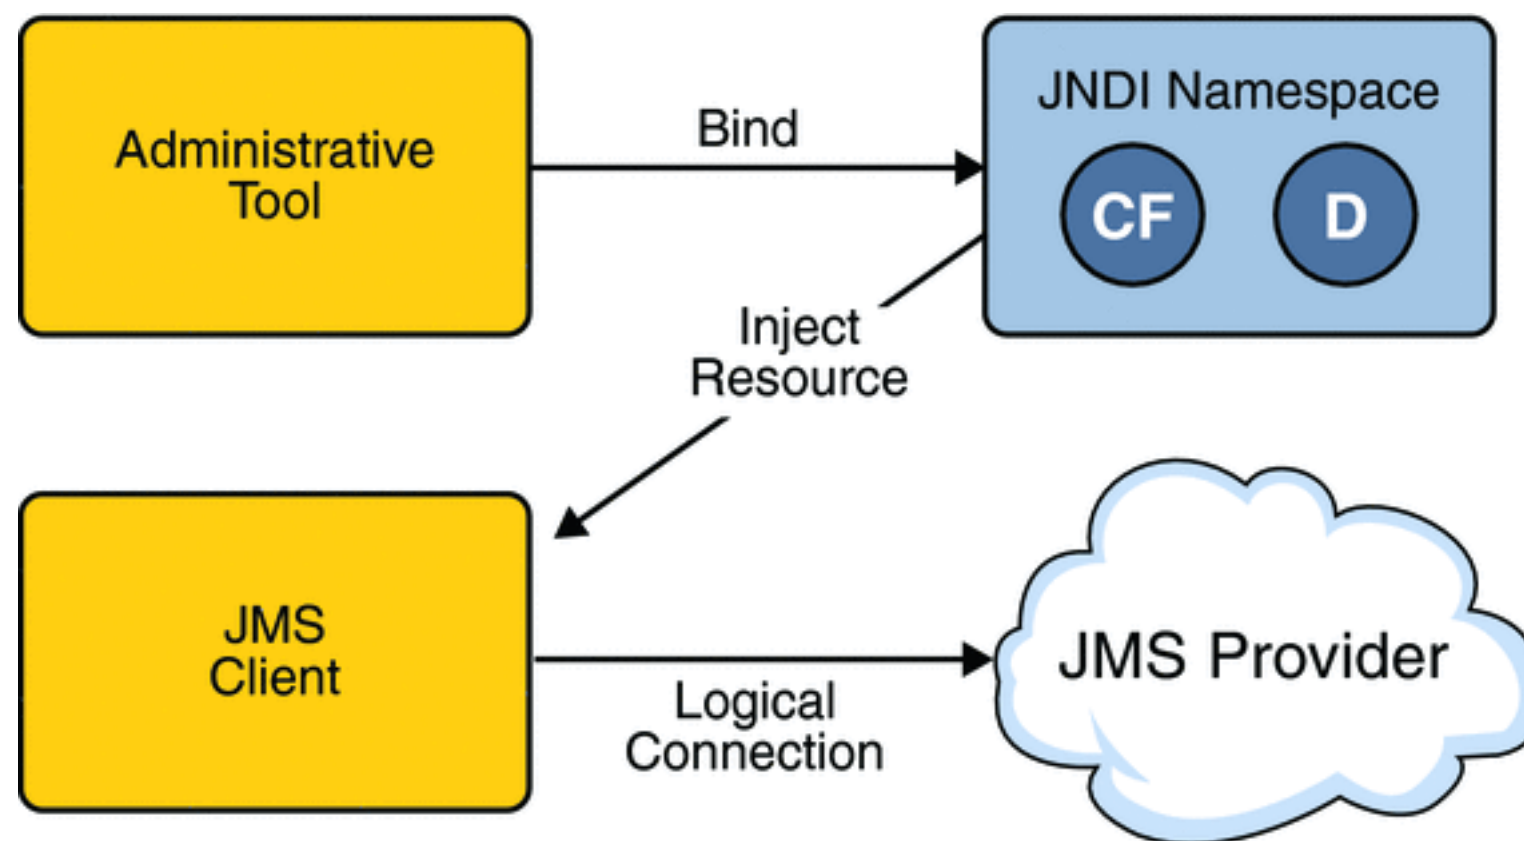 Administrative
Tool
Bind
JNDI Namespace
CF
D
Inject
Resource
JMS
Client
Logical
Connection
JMS Provider